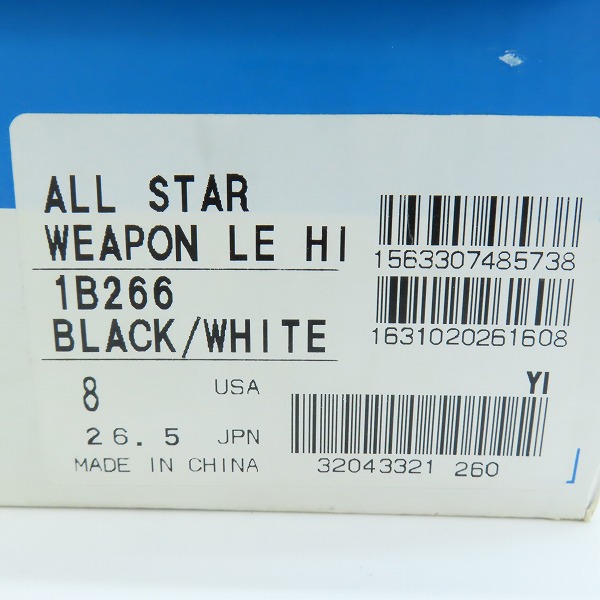 ALL STAR
WEAPON LE HI
1563307485738
1B266
BLACK/WHITE
1631020261608
8 USA
YI
26.5 JPN
MADE IN CHINA
32043321 260